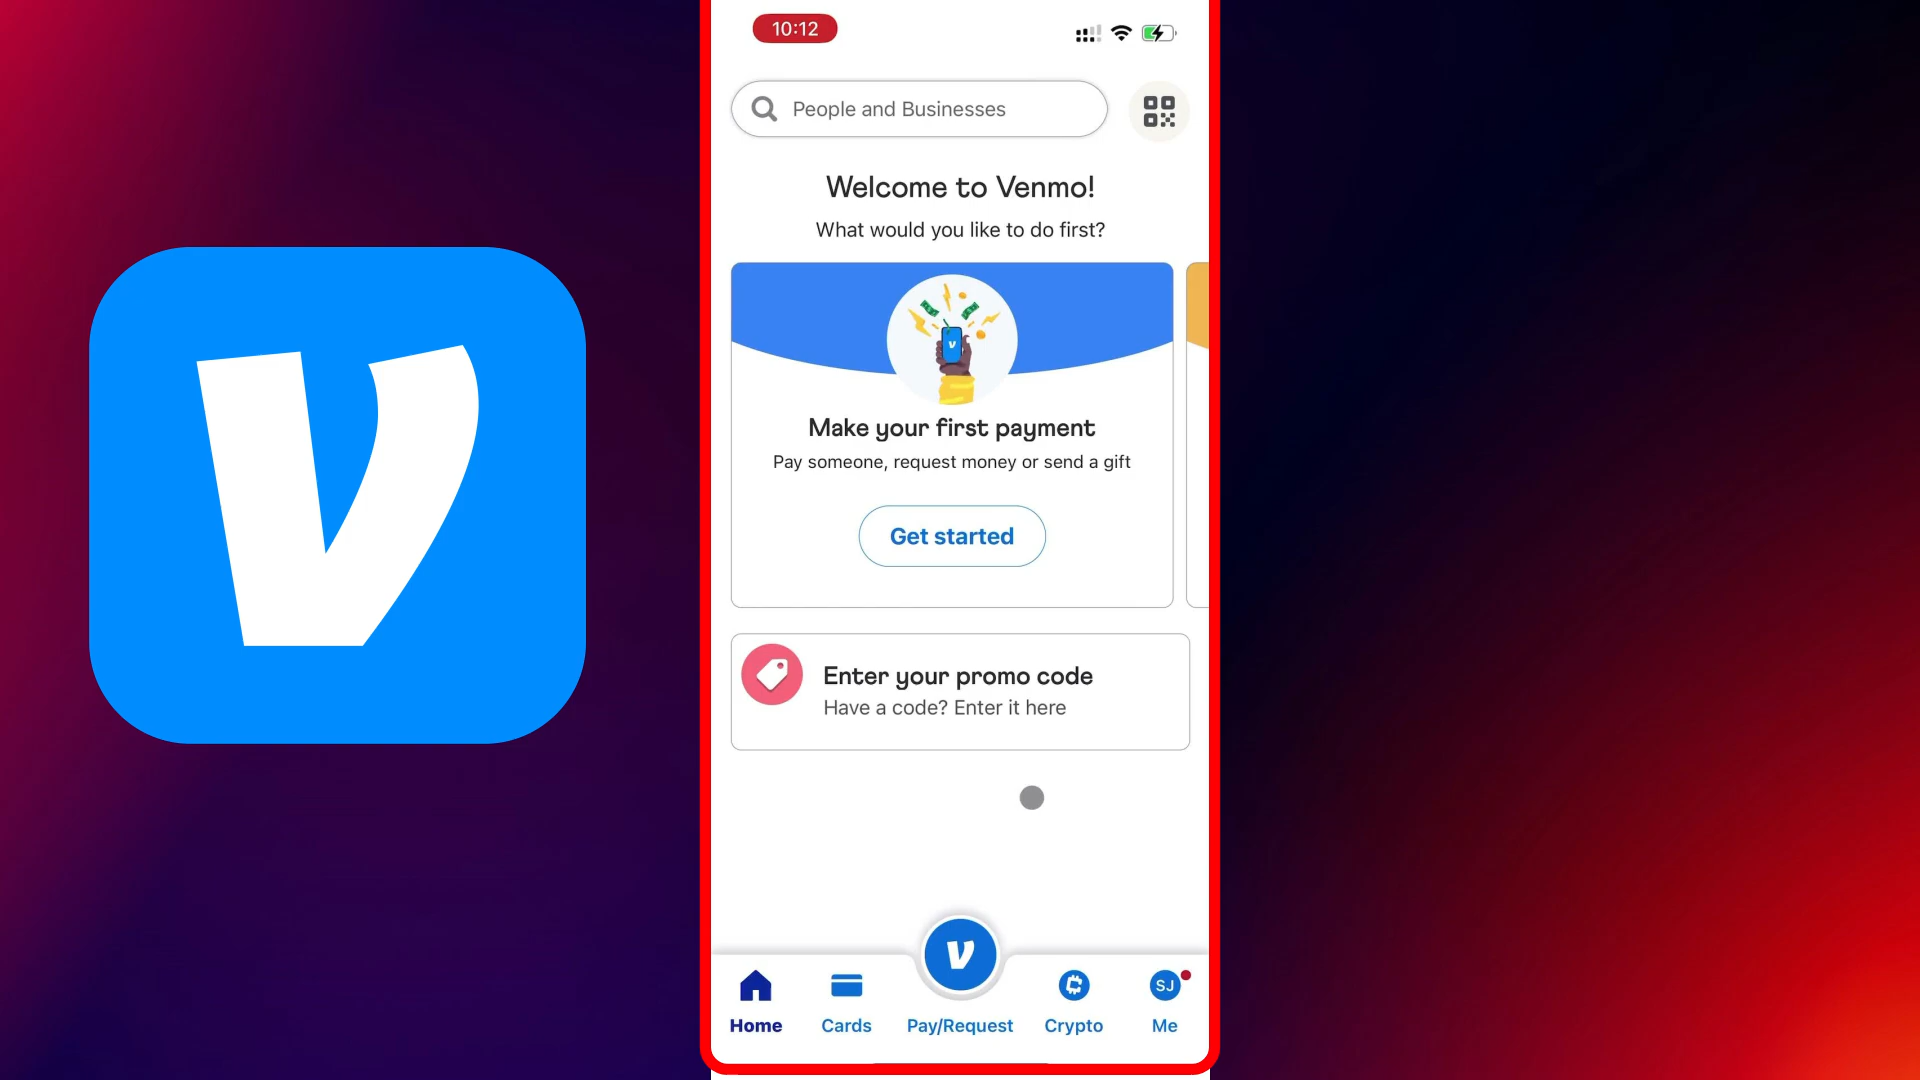 10:12
People and Businesses
Welcome to Venmo!
What would you like to do first?
Make your first payment
Pay someone, request money or send a gift
Get started
Enter your promo code
Have a code? Enter it here
Home
Cards
Pay/Request
Crypto
SJ
Me